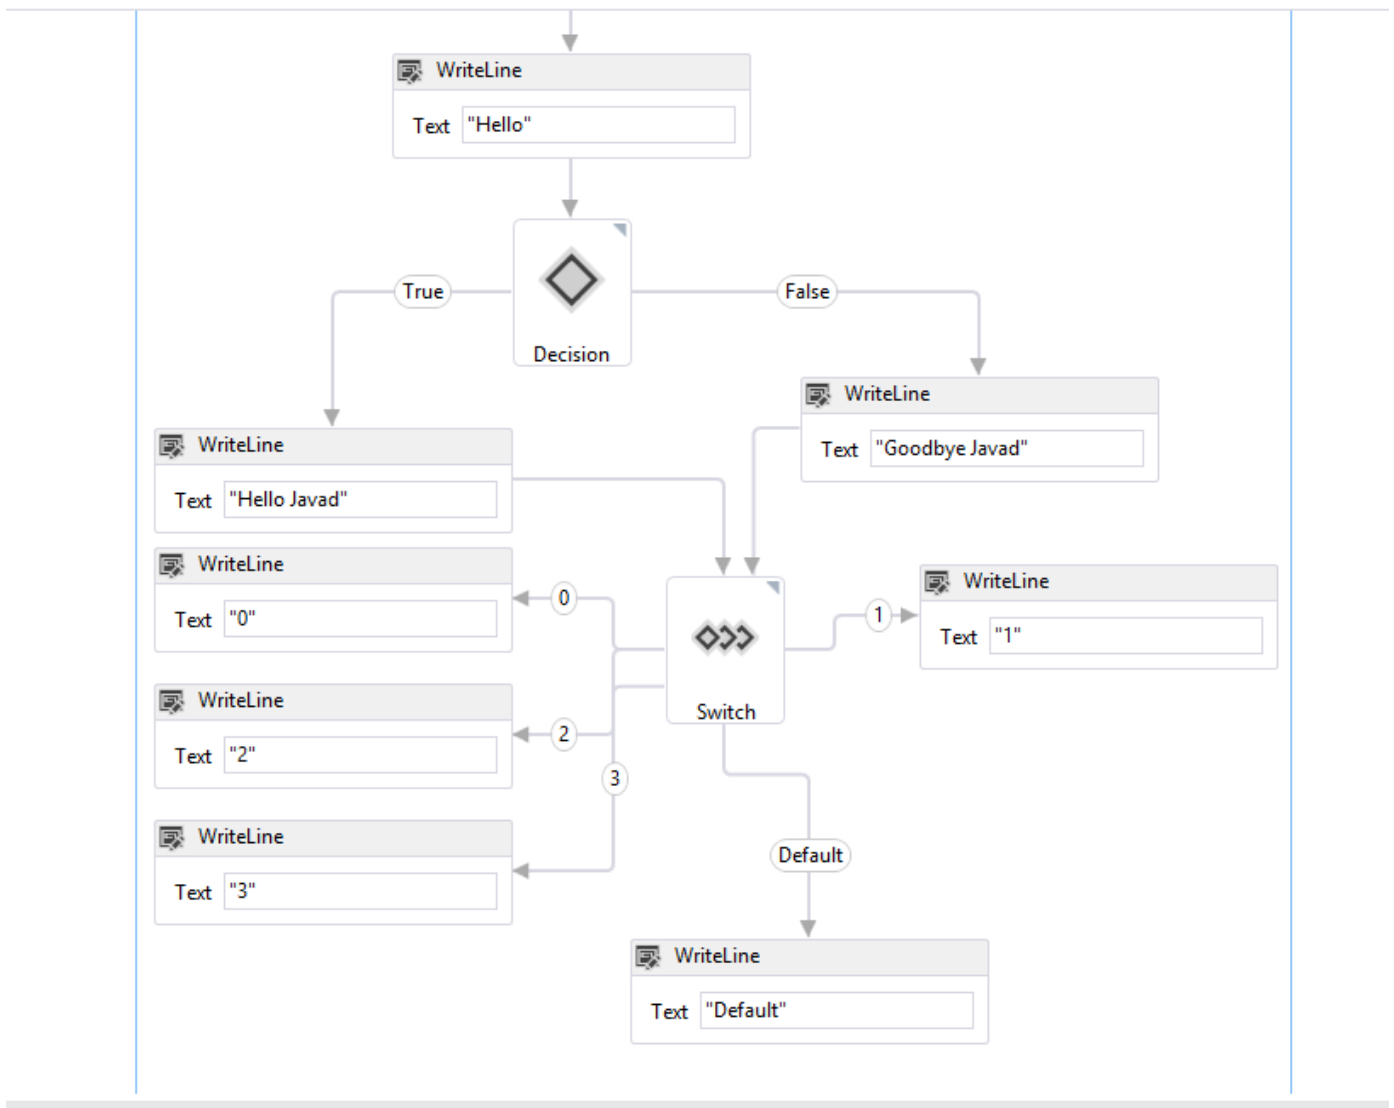 WriteLine
Text "Hello"
True
False
Decision
WriteLine
Text "Goodbye Javad"
WriteLine
Text "Hello Javad"
WriteLine
Text "0"
0
1
WriteLine
Text "1"
Switch
WriteLine
Text "2"
2
3
WriteLine
Text "3"
Default
WriteLine
Text "Default"